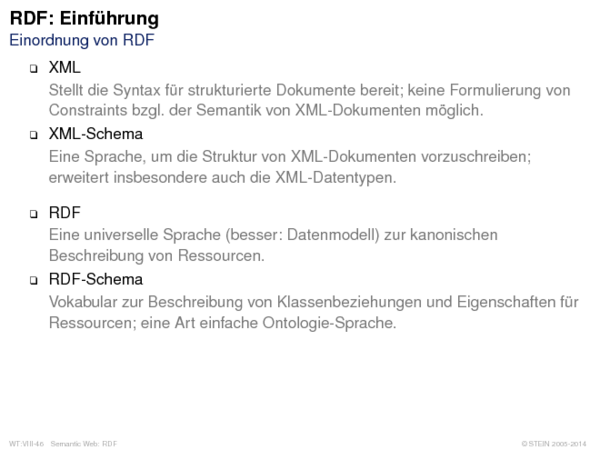 RDF: Einführung
Einordnung von RDF
❑ XML
Stellt die Syntax für strukturierte Dokumente bereit; keine Formulierung von
Constraints bzgl. der Semantik von XML-Dokumenten möglich.
❑ XML-Schema
Eine Sprache, um die Struktur von XML-Dokumenten vorzuschreiben;
erweitert insbesondere auch die XML-Datentypen.
❑ RDF
Eine universelle Sprache (besser: Datenmodell) zur kanonischen
Beschreibung von Ressourcen.
❑ RDF-Schema
Vokabular zur Beschreibung von Klassenbeziehungen und Eigenschaften für
Ressourcen; eine Art einfache Ontologie-Sprache.
WT:VIII-46 Semantic Web: RDF © STEIN 2005-2014